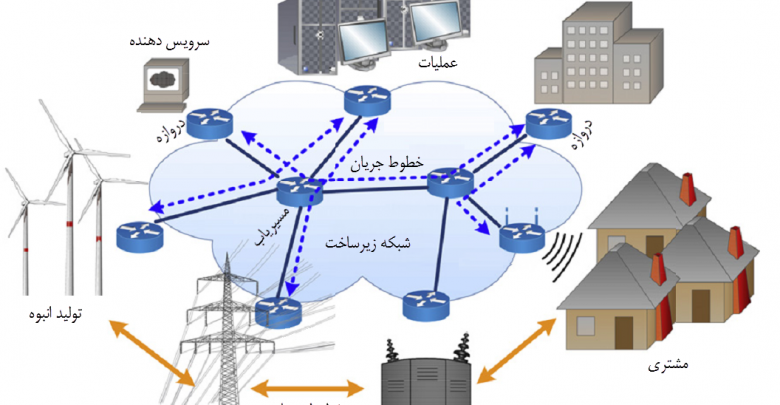 سرویس دهنده
عملیات
دروازه
دروازه
خطوط جریان
مسیریاب
شبکه زیرساخت
تولید انبوه
مشتری